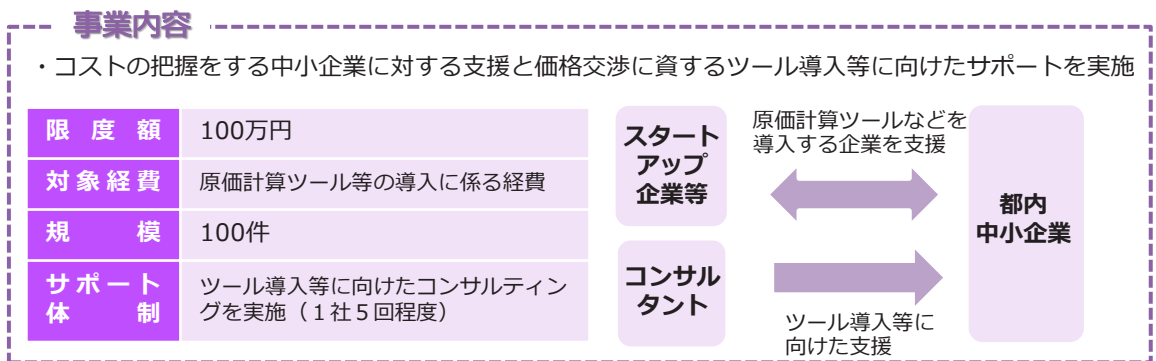 事業内容
・コストの把握をする中小企業に対する支援と価格交渉に資するツール導入等に向けたサポートを実施
限度額
100万円
対象経費
原価計算ツール等の導入に係る経費
規模
100件
サポート
体制
ツール導入等に向けたコンサルティン
グを実施（１社５回程度）
スタート
アップ
企業等
コンサル
タント
原価計算ツールなどを
導入する企業を支援
ツール導入等に
向けた支援
都内
中小企業